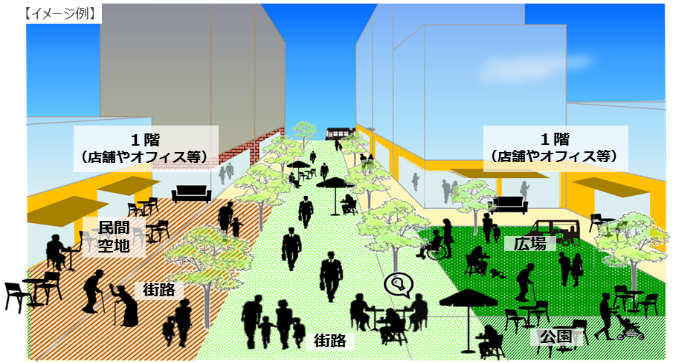 【イメージ例】
１階
（店舗やオフィス等）
１階
（店舗やオフィス等）
民間
空地
広場
街路
街路
公園